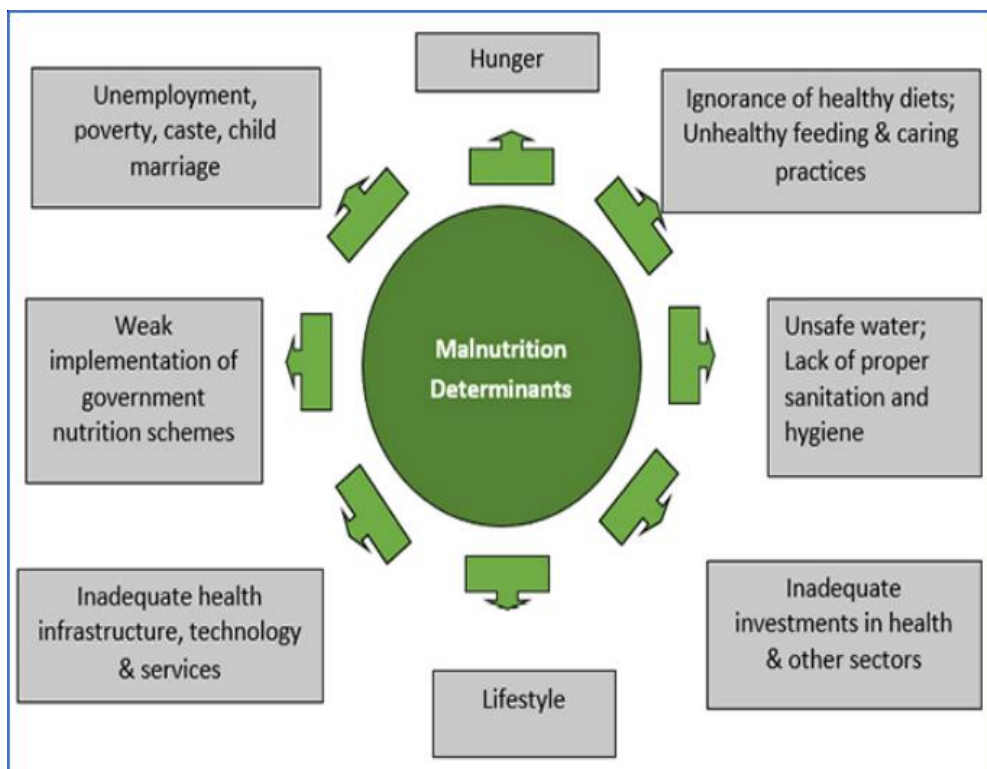 Hunger
Unemployment,
poverty, caste, child
marriage
Ignorance of healthy diets;
Unhealthy feeding & caring
practices
Weak
implementation of
government
nutrition schemes
Malnutrition
Determinants
Unsafe water;
Lack of proper
sanitation and
hygiene
Inadequate health
infrastructure, technology
& services
Lifestyle
Inadequate
investments in health
& other sectors